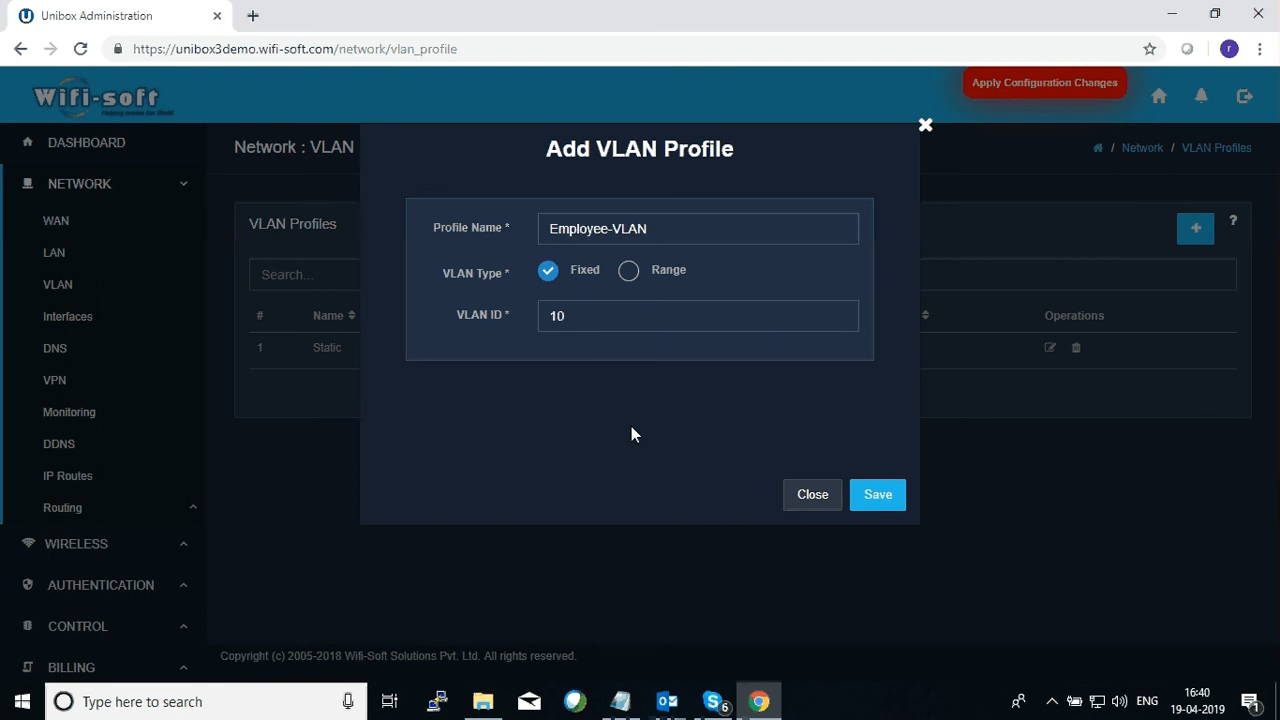 Unibox Administration
https://unibox3demo.wifi-soft.com/network/vlan_profile
r
Wifi-soft
Apply Configuration Changes
DASHBOARD
NETWORK
WAN
LAN
VLAN
Interfaces
DNS
VPN
Monitoring
DDNS
IP Routes
Routing
WIRELESS
AUTHENTICATION
CONTROL
BILLING
Network : VLAN
/ Network / VLAN Profiles
VLAN Profiles
?
Search...
# Name Operations
1 Static
Add VLAN Profile
Profile Name * Employee-VLAN
VLAN Type * Fixed Range
VLAN ID * 10
Close Save
Copyright (c) 2005-2018 Wifi-Soft Solutions Pvt. Ltd. All rights reserved.
Type here to search
6
ENG
16:40
19-04-2019
1